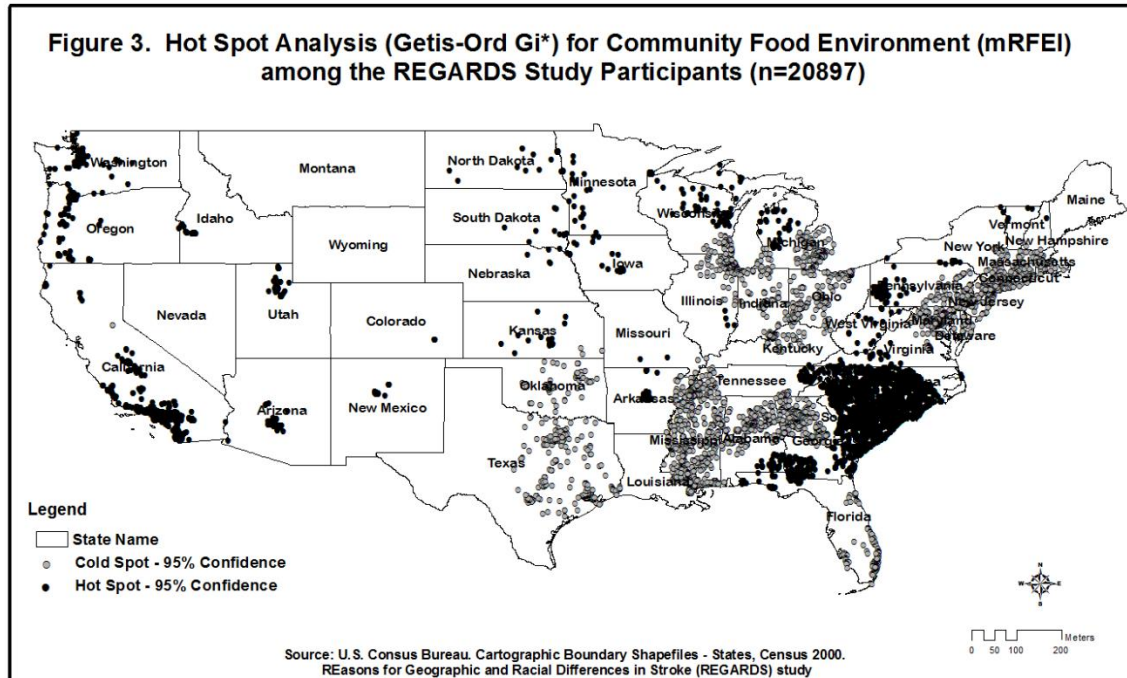 Figure 3. Hot Spot Analysis (Getis-Ord Gi*) for Community Food Environment (mRFEI)
among the REGARDS Study Participants (n=20897)
Washington
Montana
North Dakota
Minnesota
Maine
Oregon
Idaho
South Dakota
Wisconsin
Michigan
Vermont
New York
New Hampshire
Massachusetts
Connecticut
Wyoming
Nebraska
Iowa
Pennsylvania
New Jersey
Nevada
Utah
Colorado
Illinois
Indiana
Ohio
Maryland
Delaware
West Virginia
Virginia
Kansas
Missouri
Kentucky
California
Arizona
New Mexico
Oklahoma
Arkansas
Tennessee
Texas
Louisiana
Mississippi
Alabama
Georgia
Florida
Legend
State Name
Cold Spot - 95% Confidence
Hot Spot - 95% Confidence
N
W E
S
Meters
0 50 100 200
Source: U.S. Consus Bureau. Cartographic Boundary Shapefiles - States, Census 2000.
REasons for Geographic and Racial Differences in Stroke (REGARDS) study